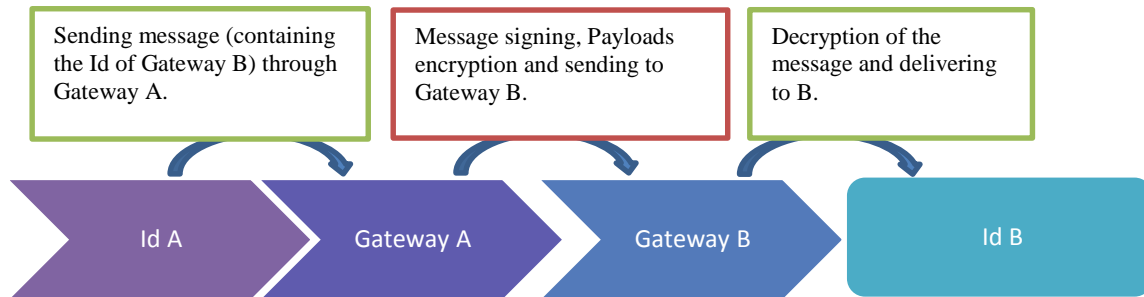 Sending message (containing
the Id of Gateway B) through
Gateway A.
Message signing, Payloads
encryption and sending to
Gateway B.
Decryption of the
message and delivering
to B.
Id A
Gateway A
Gateway B
Id B